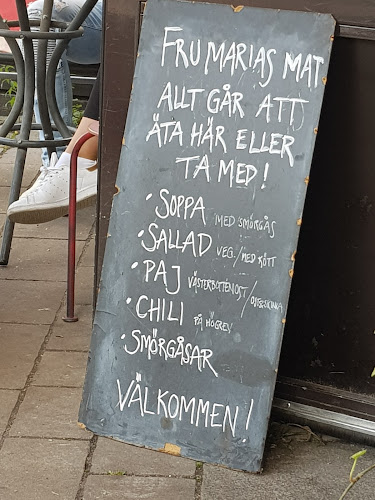 FRU MARIAS MAT
ALLT GÅR ATT
ÄTA HÄR ELLER
TA MED!
• SOPPA MED SMÖRGÅS
• SALLAD VEG. / MED KÖTT
• PAJ VÄSTERBOTTENOST /
• CHILI PÅ HÖGREV
• SMÖRGÅSAR
VÄLKOMMEN!